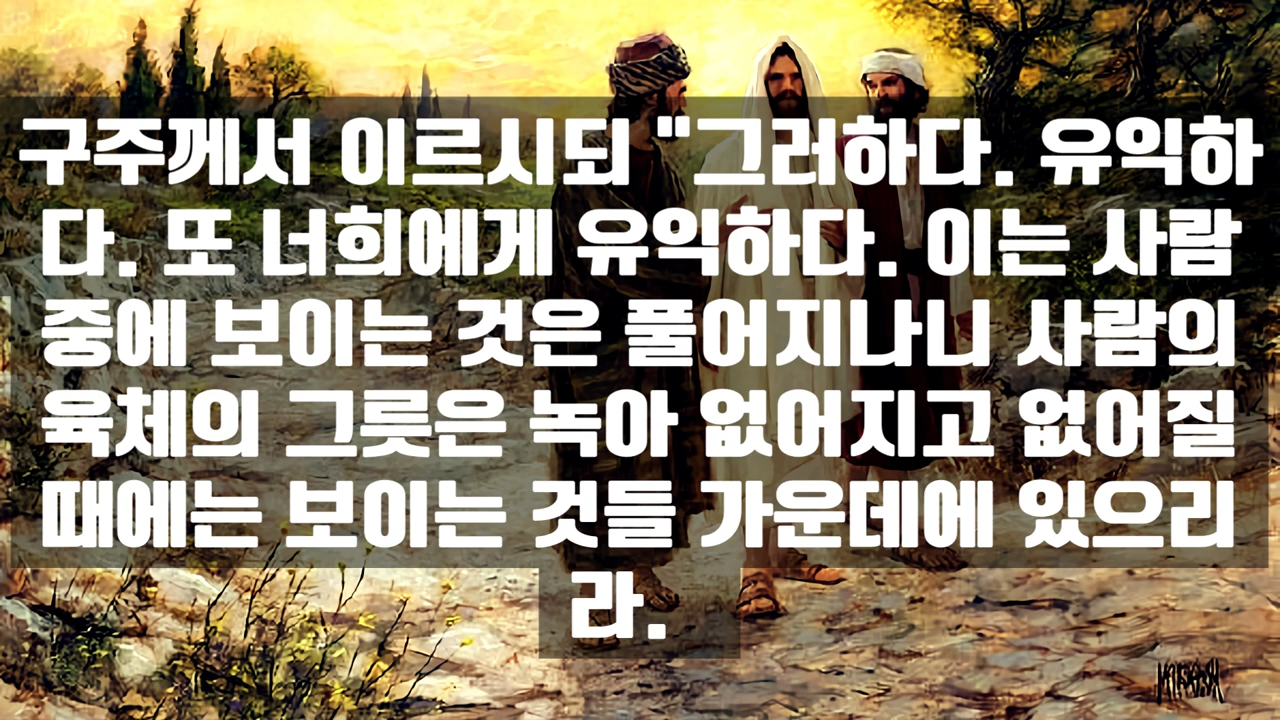 구주께서 이르시되 "그러하다. 유익하
다. 또 너희에게 유익하다. 이는 사람
중에 보이는 것은 풀어지나니 사람의
육체의 그릇은 녹아 없어지고 없어질
때에는 보이는 것들 가운데에 있으리
라.